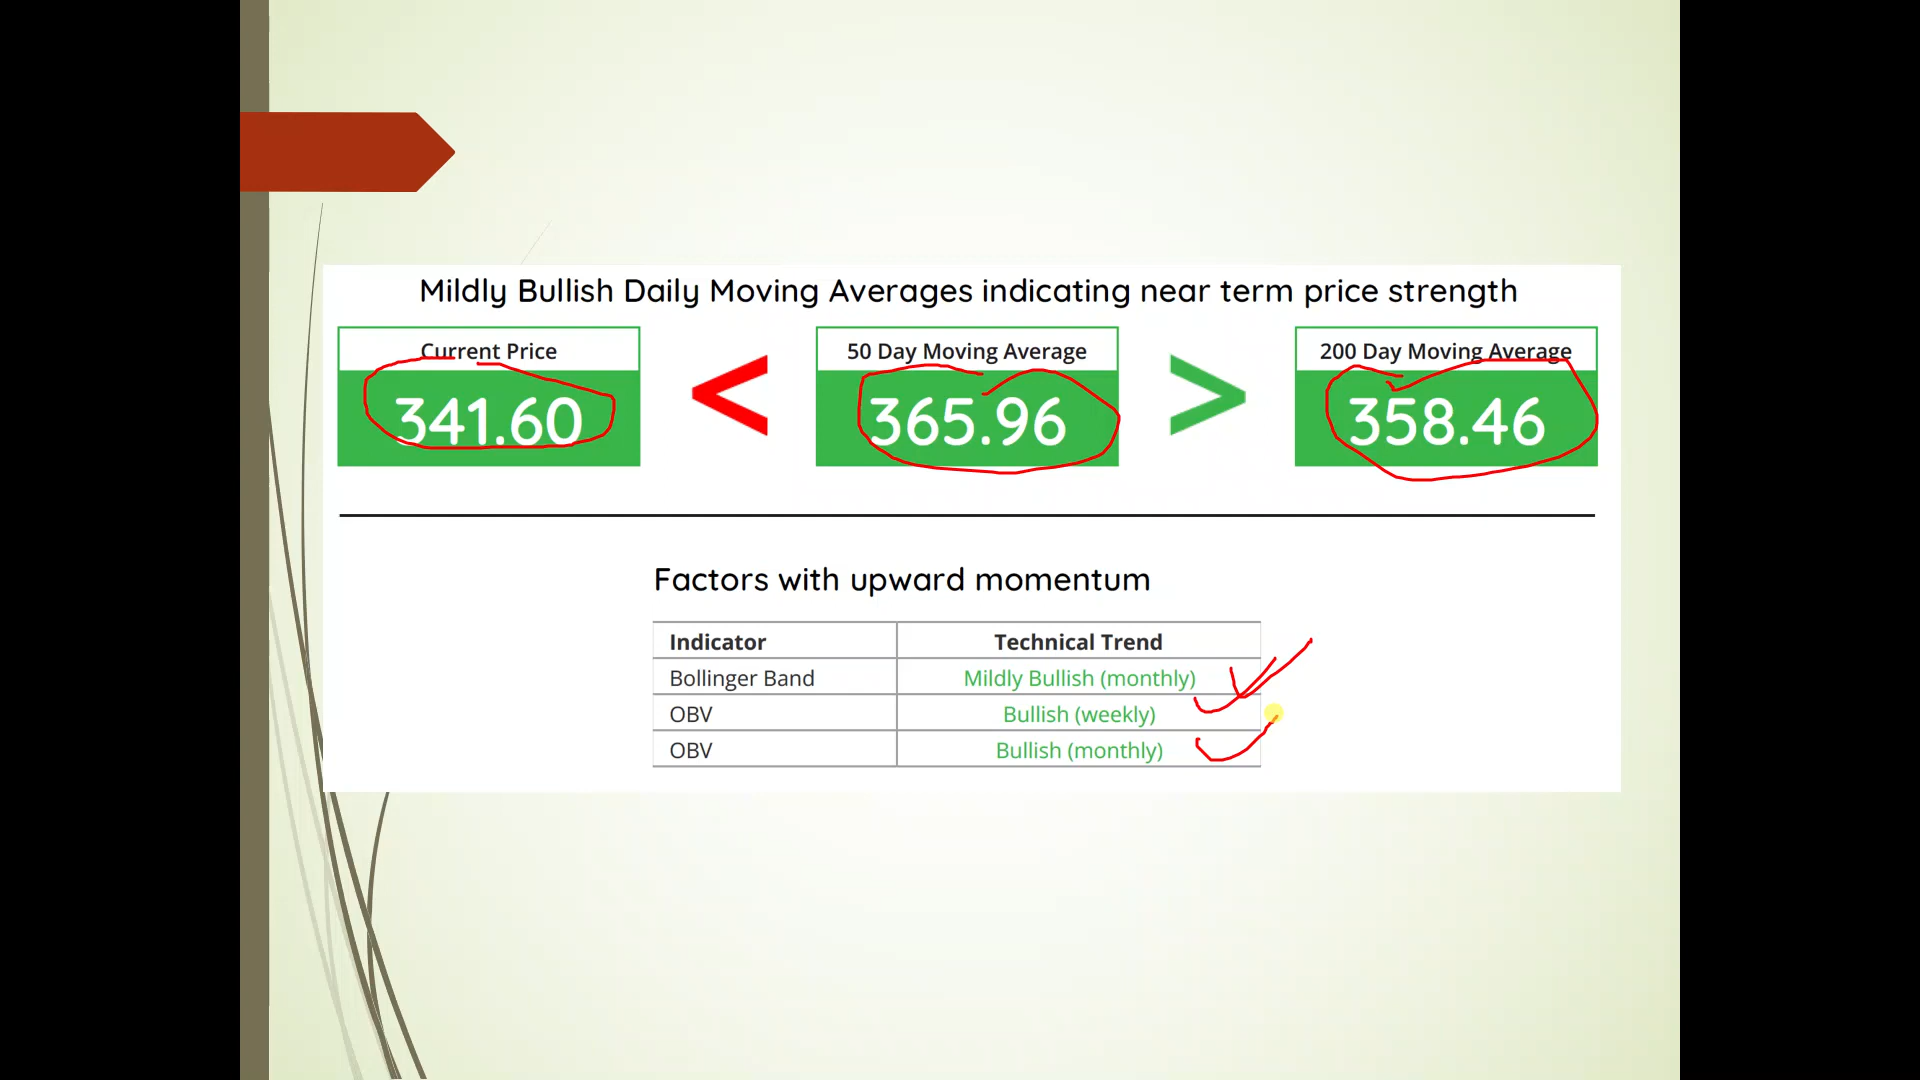 Mildly Bullish Daily Moving Averages indicating near term price strength
Current Price
341.60
<
50 Day Moving Average
365.96
>
200 Day Moving Average
358.46
Factors with upward momentum
Indicator Technical Trend
Bollinger Band Mildly Bullish (monthly)
OBV Bullish (weekly)
OBV Bullish (monthly)